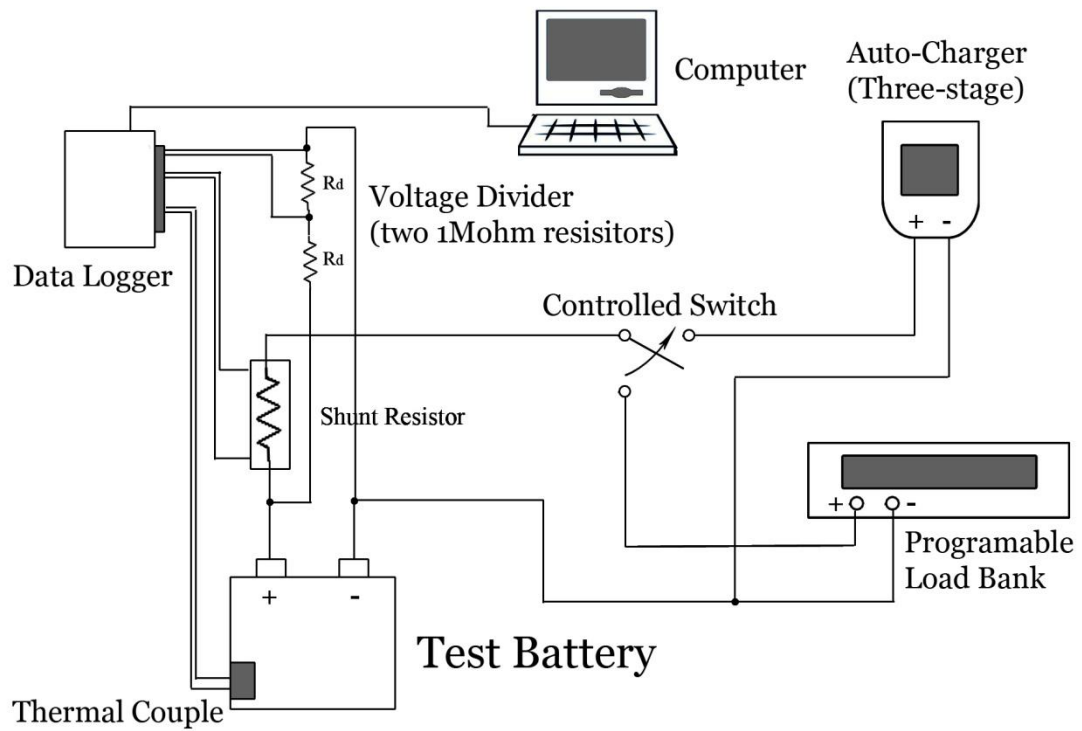 Computer
Auto-Charger
(Three-stage)
+ -
Data Logger
Rd
Rd
Voltage Divider
(two 1Mohm resisitors)
Controlled Switch
Shunt Resistor
+ -
Programable
Load Bank
+ -
Test Battery
Thermal Couple